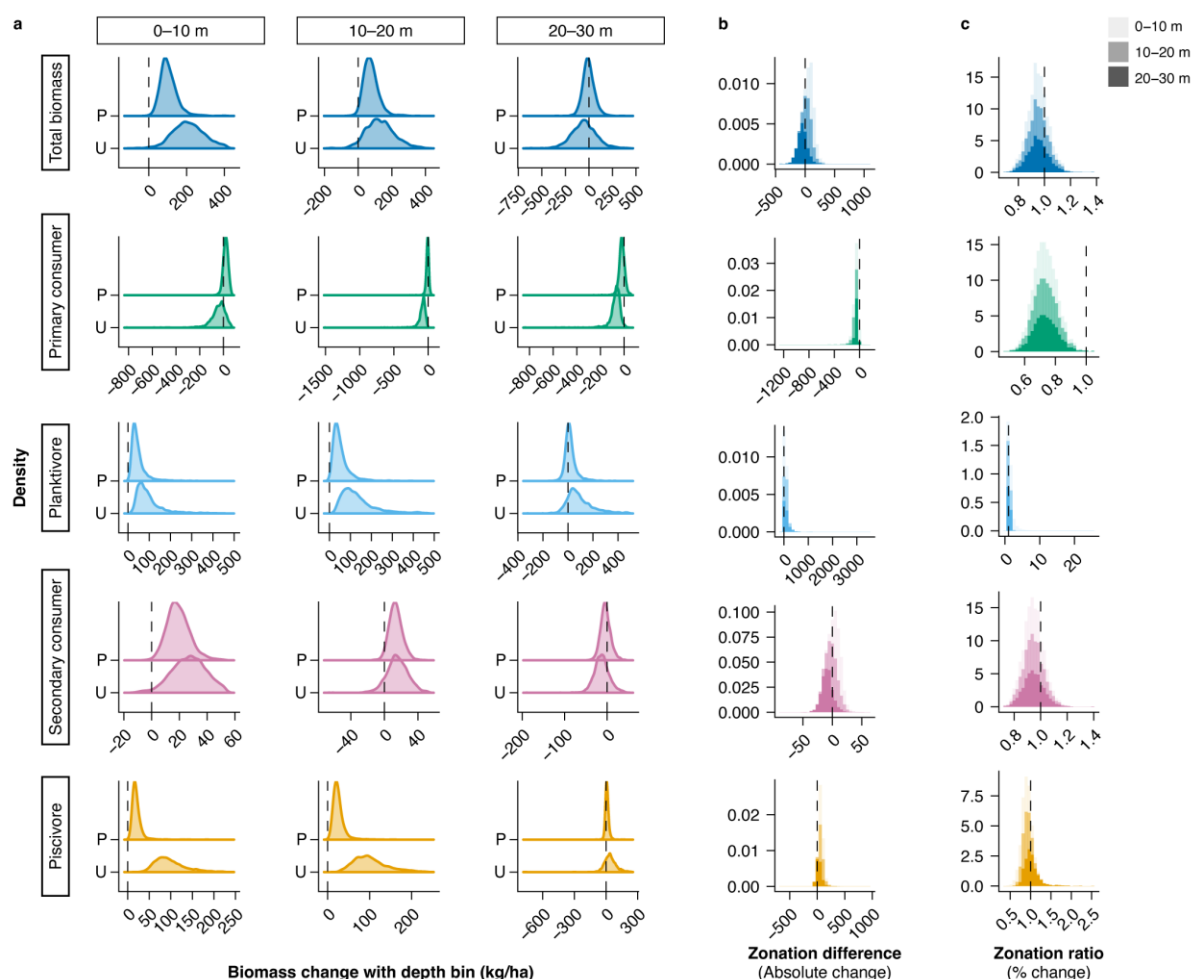 a
0–10 m
10–20 m
20–30 m
b
c
0–10 m
10–20 m
20–30 m
Density
Total biomass
P
U
0 200 400
−200 0 200 400
−750 −500 −250 0 250 500
0.010
0.005
0.000
−500 0 500 1000
15
10
5
0
0.8 1.0 1.2 1.4
Primary consumer
P
U
−800 −600 −400 −200 0
P
U
−1500 −1000 −500 0
P
U
−800 −600 −400 −200 0
0.03
0.02
0.01
0.00
−1200 −800 −400 0
15
10
5
0
0.6 0.8 1.0
Planktivore
P
U
0 100 200 300 400 500
P
U
0 100 200 300 400 500
P
U
−400 −200 0 200 400
0.010
0.005
0.000
0 1000 2000 3000
2.0
1.5
1.0
0.5
0.0
0 10 20
Secondary consumer
P
U
−20 0 20 40 60
P
U
−40 0 40
P
U
−200 −100 0
0.100
0.075
0.050
0.025
0.000
−50 0 50
15
10
5
0
0.8 1.0 1.2 1.4
Piscivore
P
U
0 50 100 150 200 250
P
U
0 100 200
P
U
−600 −300 0 300
0.02
0.01
0.00
−500 0 500 1000
7.5
5.0
2.5
0.0
0.5 1.0 1.5 2.0 2.5
Biomass change with depth bin (kg/ha)
Zonation difference
(Absolute change)
Zonation ratio
(% change)